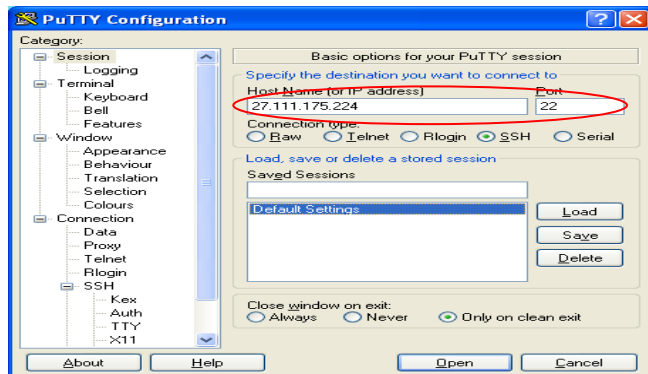 PuTTY Configuration
Category:
Session
Logging
Terminal
Keyboard
Bell
Features
Window
Appearance
Behaviour
Translation
Selection
Colours
Connection
Data
Proxy
Telnet
Rlogin
SSH
Kex
Auth
TTY
X11
Basic options for your PuTTY session
Specify the destination you want to connect to
Host Name (or IP address) Port
27.111.175.224 22
Connection type:
Raw Telnet Rlogin SSH Serial
Load, save or delete a stored session
Saved Sessions
Default Settings
Load
Save
Delete
Close window on exit:
Always Never Only on clean exit
About Help Open Cancel